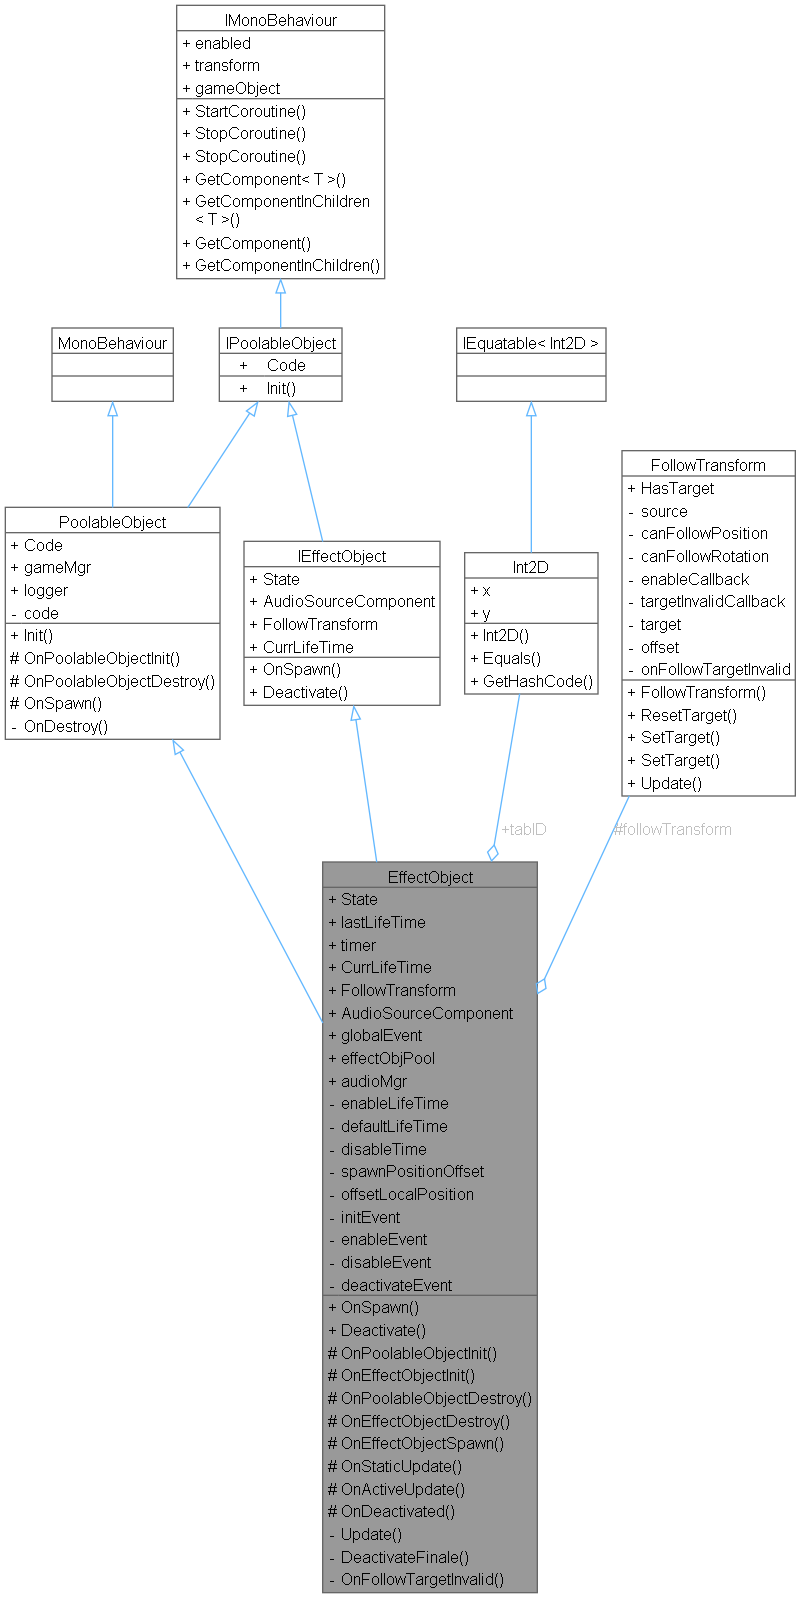 IMonoBehaviour
+ enabled
+ transform
+ gameObject
+ StartCoroutine()
+ StopCoroutine()
+ StopCoroutine()
+ GetComponent< T >()
+ GetComponentInChildren
< T >()
+ GetComponent()
+ GetComponentInChildren()
MonoBehaviour
IPoolableObject
+ Code
+ Init()
IEquatable< Int2D >
PoolableObject
+ Code
+ gameMgr
+ logger
- code
+ Init()
# OnPoolableObjectInit()
# OnPoolableObjectDestroy()
# OnSpawn()
- OnDestroy()
IEffectObject
+ State
+ AudioSourceComponent
+ FollowTransform
+ CurrLifeTime
+ OnSpawn()
+ Deactivate()
Int2D
+ x
+ y
+ Int2D()
+ Equals()
+ GetHashCode()
FollowTransform
+ HasTarget
- source
- canFollowPosition
- canFollowRotation
- enableCallback
- targetInvalidCallback
- target
- offset
- onFollowTargetInvalid
+ FollowTransform()
+ ResetTarget()
+ SetTarget()
+ SetTarget()
+ Update()
+tabID
#followTransform
EffectObject
+ State
+ lastLifeTime
+ timer
+ CurrLifeTime
+ FollowTransform
+ AudioSourceComponent
+ globalEvent
+ effectObjPool
+ audioMgr
- enableLifeTime
- defaultLifeTime
- disableTime
- spawnPositionOffset
- offsetLocalPosition
- initEvent
- enableEvent
- disableEvent
- deactivateEvent
+ OnSpawn()
+ Deactivate()
# OnPoolableObjectInit()
# OnEffectObjectInit()
# OnPoolableObjectDestroy()
# OnEffectObjectDestroy()
# OnEffectObjectSpawn()
# OnStaticUpdate()
# OnActiveUpdate()
# OnDeactivated()
- Update()
- DeactivateFinale()
- OnFollowTargetInvalid()